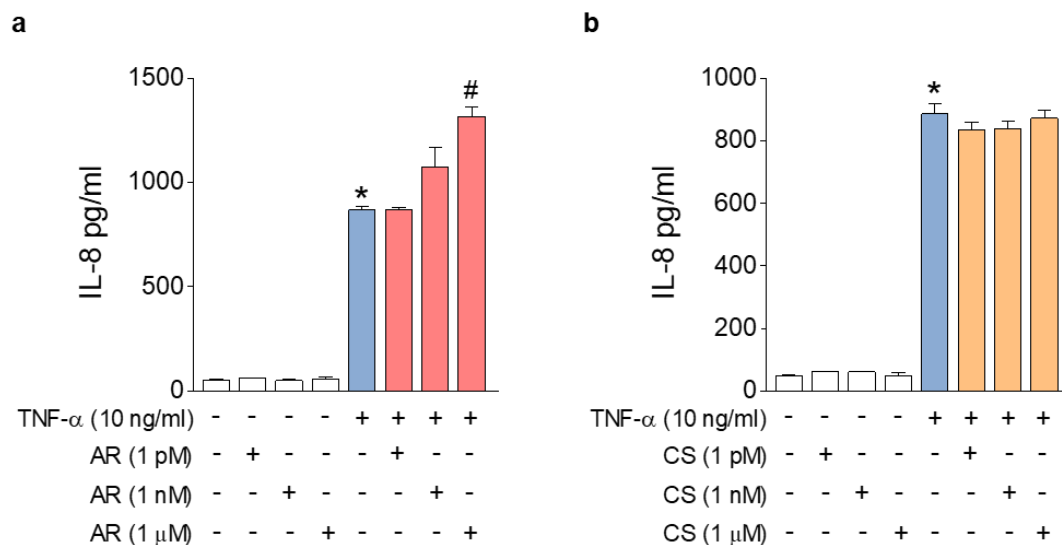 a
1500
1000
500
0
IL-8 pg/ml
*
#
TNF-α (10 ng/ml) - - - - + + + +
AR (1 pM) - + - - - + - -
AR (1 nM) - - + - - - + -
AR (1 μM) - - - + - - - +
b
1000
800
600
400
200
0
IL-8 pg/ml
*
TNF-α (10 ng/ml) - - - - + + + +
CS (1 pM) - + - - - + - -
CS (1 nM) - - + - - - + -
CS (1 μM) - - - + - - - +